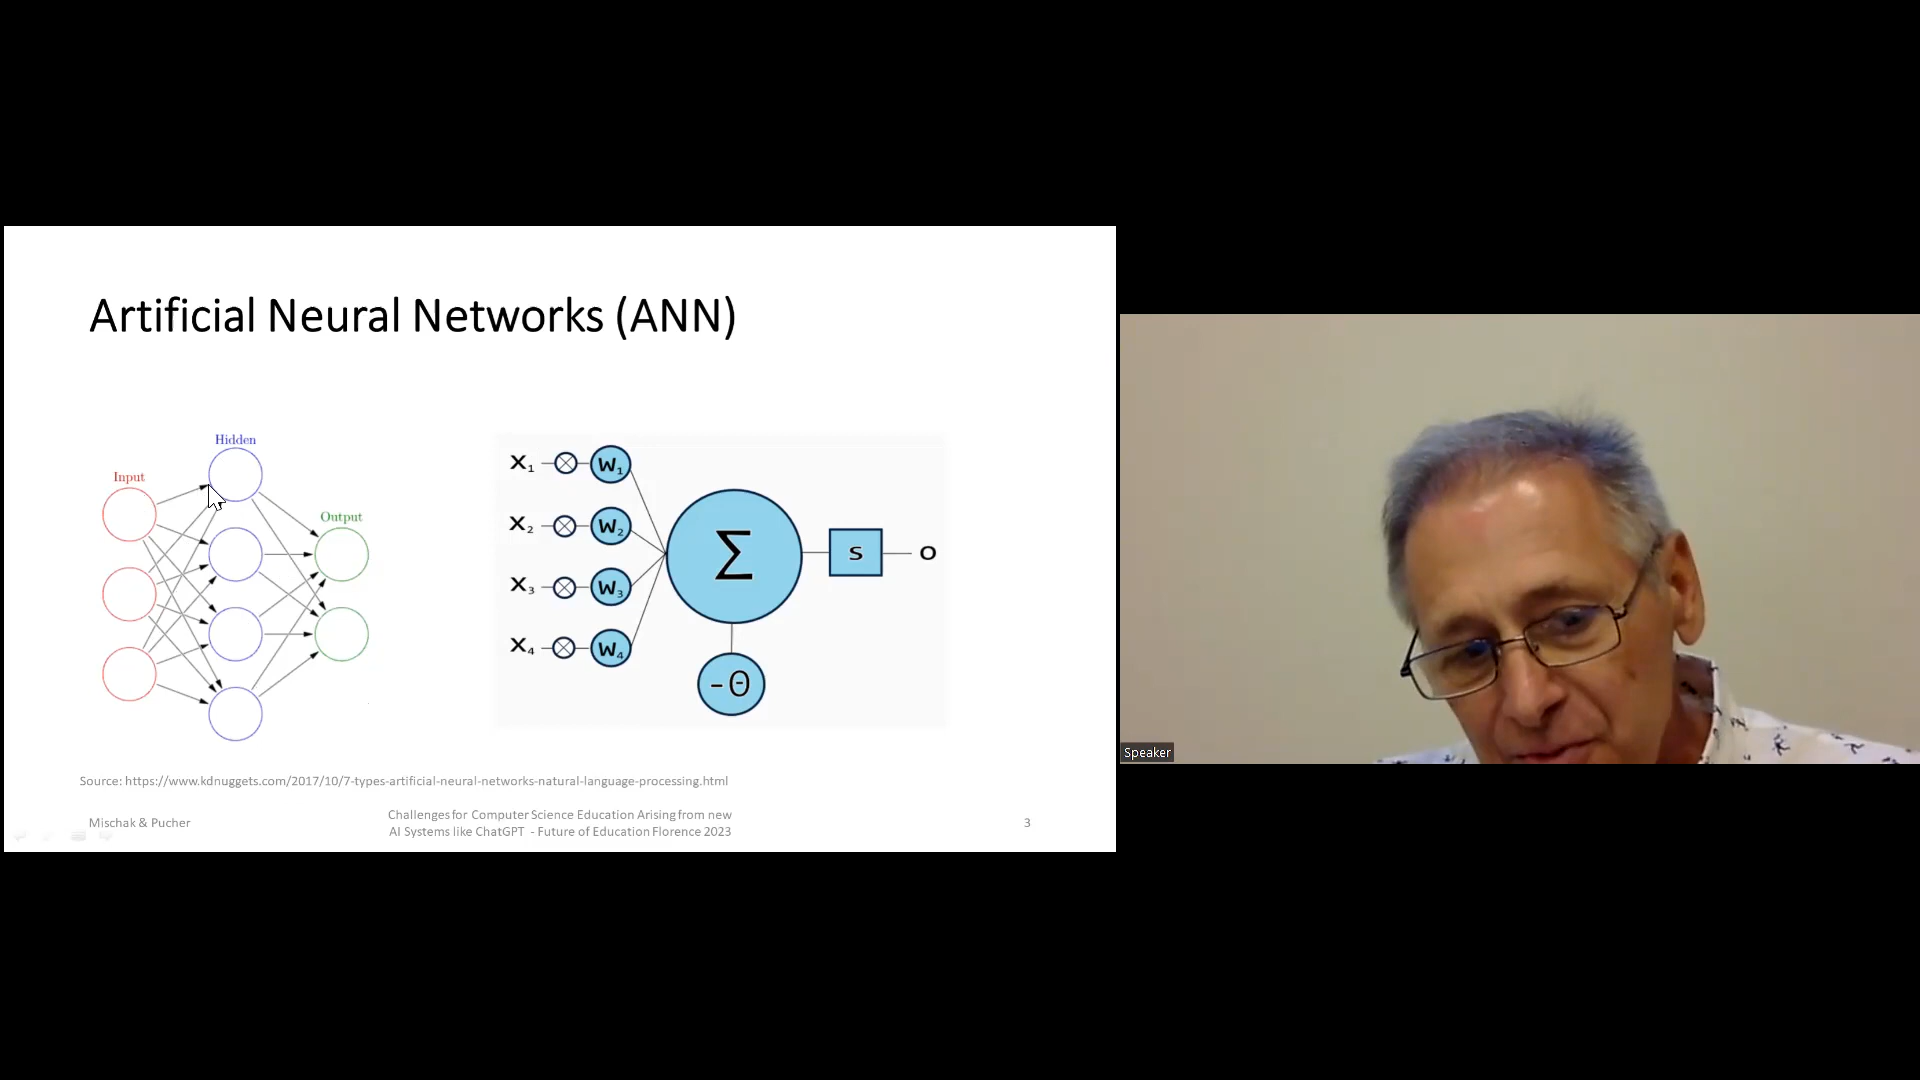 Artificial Neural Networks (ANN)
Hidden
Input
Output
X₁ W₁
X₂ W₂
X₃ W₃
X₄ W₄
Σ
S O
-Θ
Source: https://www.kdnuggets.com/2017/10/7-types-artificial-neural-networks-natural-language-processing.html
Mischak & Pucher
Challenges for Computer Science Education Arising from new
AI Systems like ChatGPT - Future of Education Florence 2023
3
Speaker